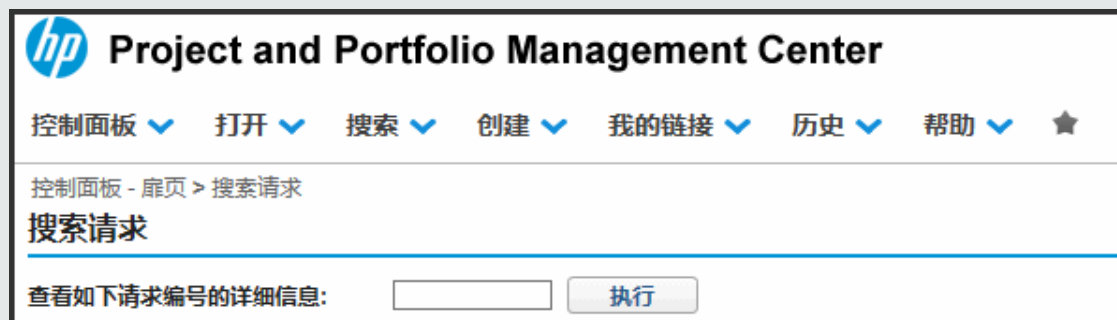 hp Project and Portfolio Management Center
控制面板 打开 搜索 创建 我的链接 历史 帮助
控制面板 - 扉页 > 搜索请求
搜索请求
查看如下请求编号的详细信息: 执行